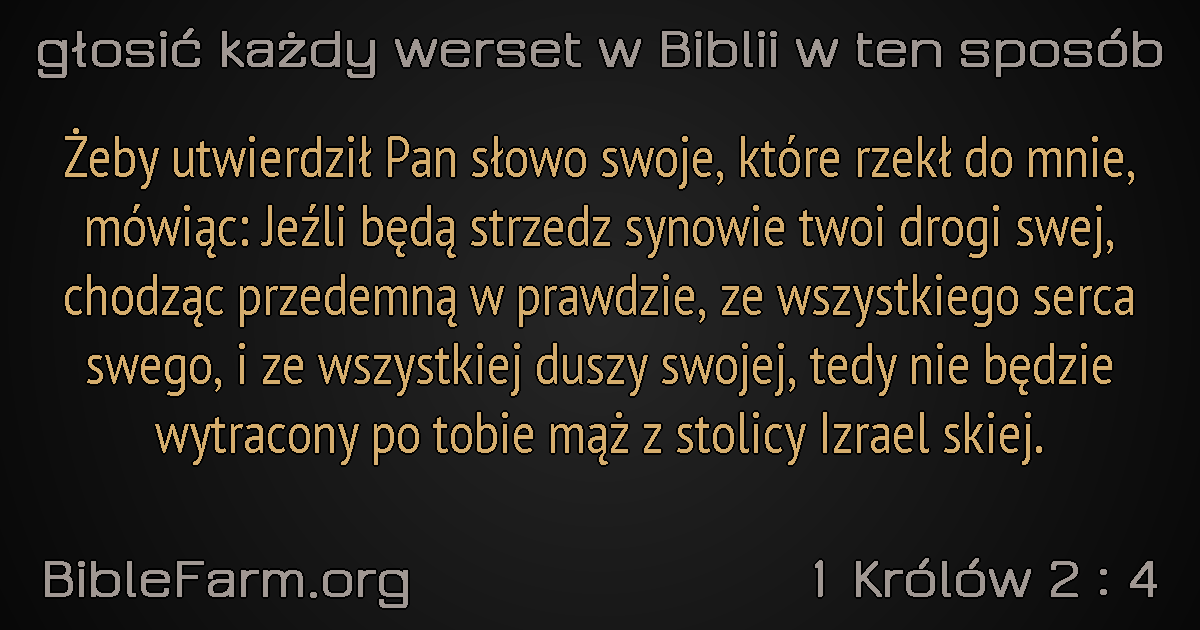 głosić każdy werset w Biblii w ten sposób
Żeby utwierdził Pan słowo swoje, które rzekł do mnie,
mówiąc: Jeźli będą strzedz synowie twoi drogi swej,
chodząc przedemną w prawdzie, ze wszystkiego serca
swego, i ze wszystkiej duszy swojej, tedy nie będzie
wytracony po tobie mąż z stolicy Izrael skiej.
BibleFarm.org
1 Królów 2 : 4